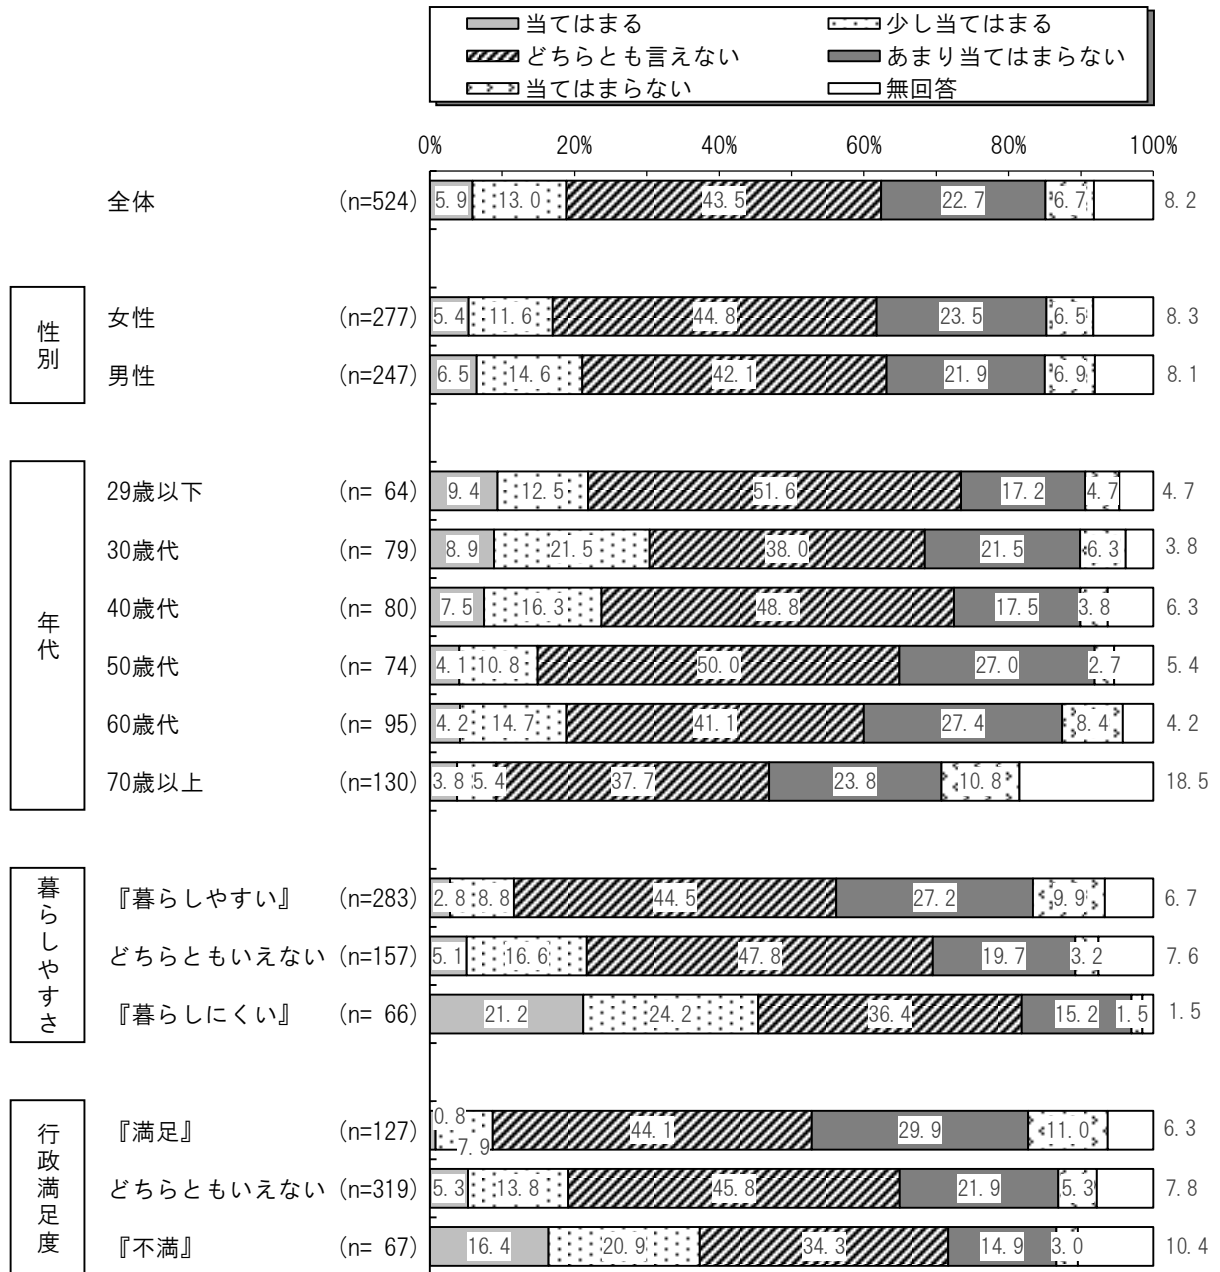 当てはまる 少し当てはまる
どちらとも言えない あまり当てはまらない
当てはまらない 無回答
0% 20% 40% 60% 80% 100%
全体 (n=524) 5.9 13.0 43.5 22.7 6.7 8.2
性別
女性 (n=277) 5.4 11.6 44.8 23.5 6.5 8.3
男性 (n=247) 6.5 14.6 42.1 21.9 6.9 8.1
年代
29歳以下 (n= 64) 9.4 12.5 51.6 17.2 4.7 4.7
30歳代 (n= 79) 8.9 21.5 38.0 21.5 6.3 3.8
40歳代 (n= 80) 7.5 16.3 48.8 17.5 3.8 6.3
50歳代 (n= 74) 4.1 10.8 50.0 27.0 2.7 5.4
60歳代 (n= 95) 4.2 14.7 41.1 27.4 8.4 4.2
70歳以上 (n=130) 3.8 5.4 37.7 23.8 10.8 18.5
暮らしやすさ
『暮らしやすい』 (n=283) 2.8 8.8 44.5 27.2 9.9 6.7
どちらともいえない (n=157) 5.1 16.6 47.8 19.7 3.2 7.6
『暮らしにくい』 (n= 66) 21.2 24.2 36.4 15.2 1.5 1.5
行政満足度
『満足』 (n=127) 0.8 7.9 44.1 29.9 11.0 6.3
どちらともいえない (n=319) 5.3 13.8 45.8 21.9 5.3 7.8
『不満』 (n= 67) 16.4 20.9 34.3 14.9 3.0 10.4